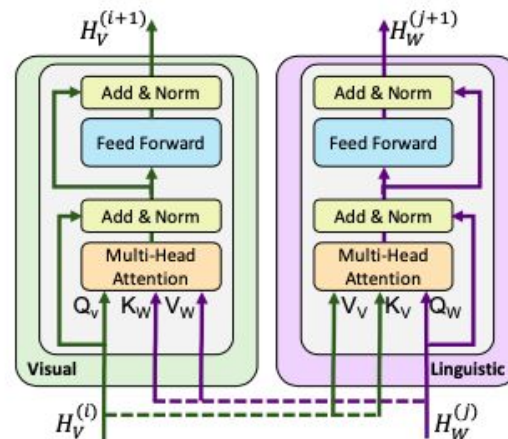 H_V^(i+1) H_W^(j+1)
Add & Norm Add & Norm
Feed Forward Feed Forward
Add & Norm Add & Norm
Multi-Head Attention Multi-Head Attention
Q_v K_W V_W V_V K_V Q_W
Visual Linguistic
H_V^(i) H_W^(j)